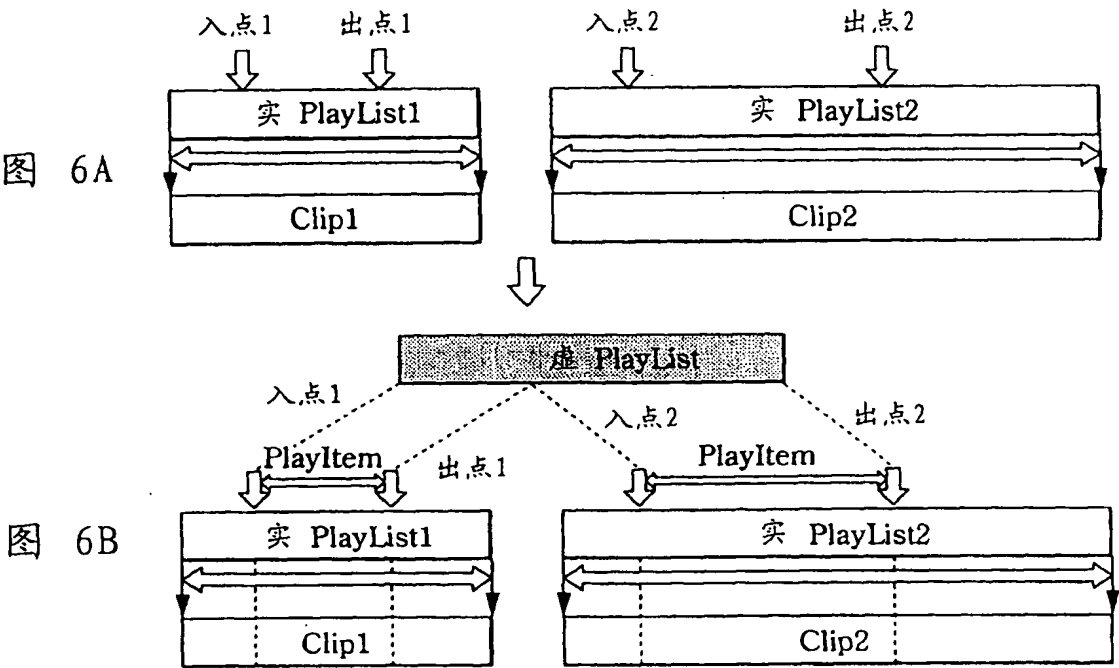 入点1 出点1 入点2 出点2
实 PlayList1 实 PlayList2
图 6A
Clip1 Clip2
虚 PlayList
入点1 入点2 出点2
PlayItem 出点1 PlayItem
图 6B
实 PlayList1 实 PlayList2
Clip1 Clip2